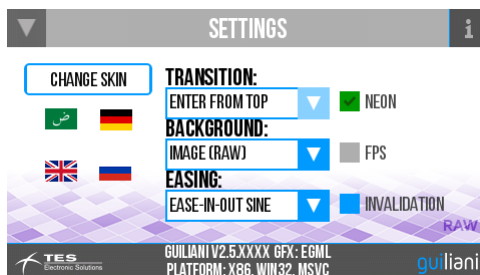 SETTINGS
i
CHANGE SKIN
TRANSITION:
ENTER FROM TOP
NEON
ض
BACKGROUND:
IMAGE (RAW)
FPS
EASING:
EASE-IN-OUT SINE
INVALIDATION
RAW
TES
Electronic Solutions
GUILIANI V2.5.XXXX GFX: EGML
PLATFORM: X86, WIN32, MSVC
guiliani